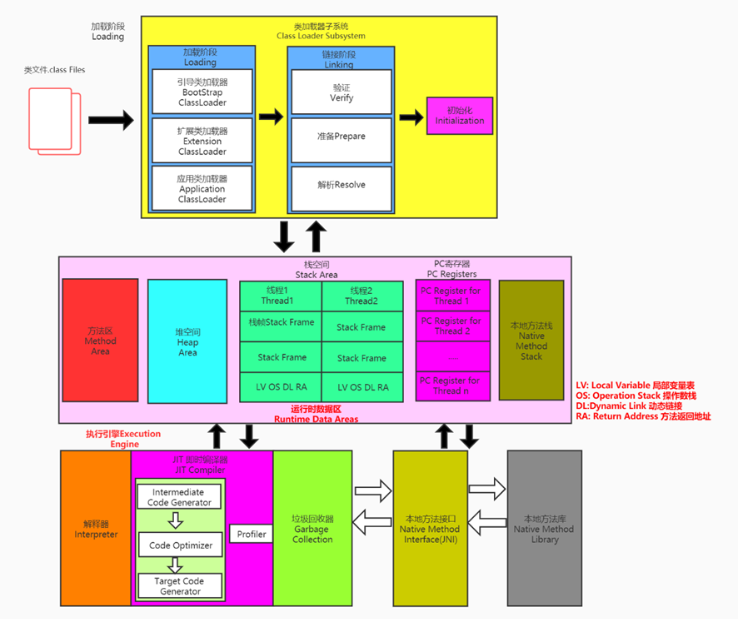 加载阶段
Loading
类加载器子系统
Class Loader Subsystem
类文件.class Files
加载阶段
Loading
引导类加载器
BootStrap
ClassLoader
扩展类加载器
Extension
ClassLoader
应用类加载器
Application
ClassLoader
链接阶段
Linking
验证
Verify
准备Prepare
解析Resolve
初始化
Initialization
栈空间
Stack Area
PC寄存器
PC Registers
方法区
Method
Area
堆空间
Heap
Area
线程1
Thread1
线程2
Thread2
栈帧Stack Frame
Stack Frame
Stack Frame
Stack Frame
LV OS DL RA
LV OS DL RA
PC Register for
Thread 1
PC Register for
Thread 2
....
PC Register for
Thread n
本地方法栈
Native
Method
Stack
运行时数据区
Runtime Data Areas
LV: Local Variable 局部变量表
OS: Operation Stack 操作数栈
DL:Dynamic Link 动态链接
RA: Return Address 方法返回地址
执行引擎Execution
Engine
解释器
Interpreter
JIT 即时编译器
JIT Compiler
Intermediate
Code Generator
Code Optimizer
Target Code
Generator
Profiler
垃圾回收器
Garbage
Collection
本地方法接口
Native Method
Interface(JNI)
本地方法库
Native Method
Library